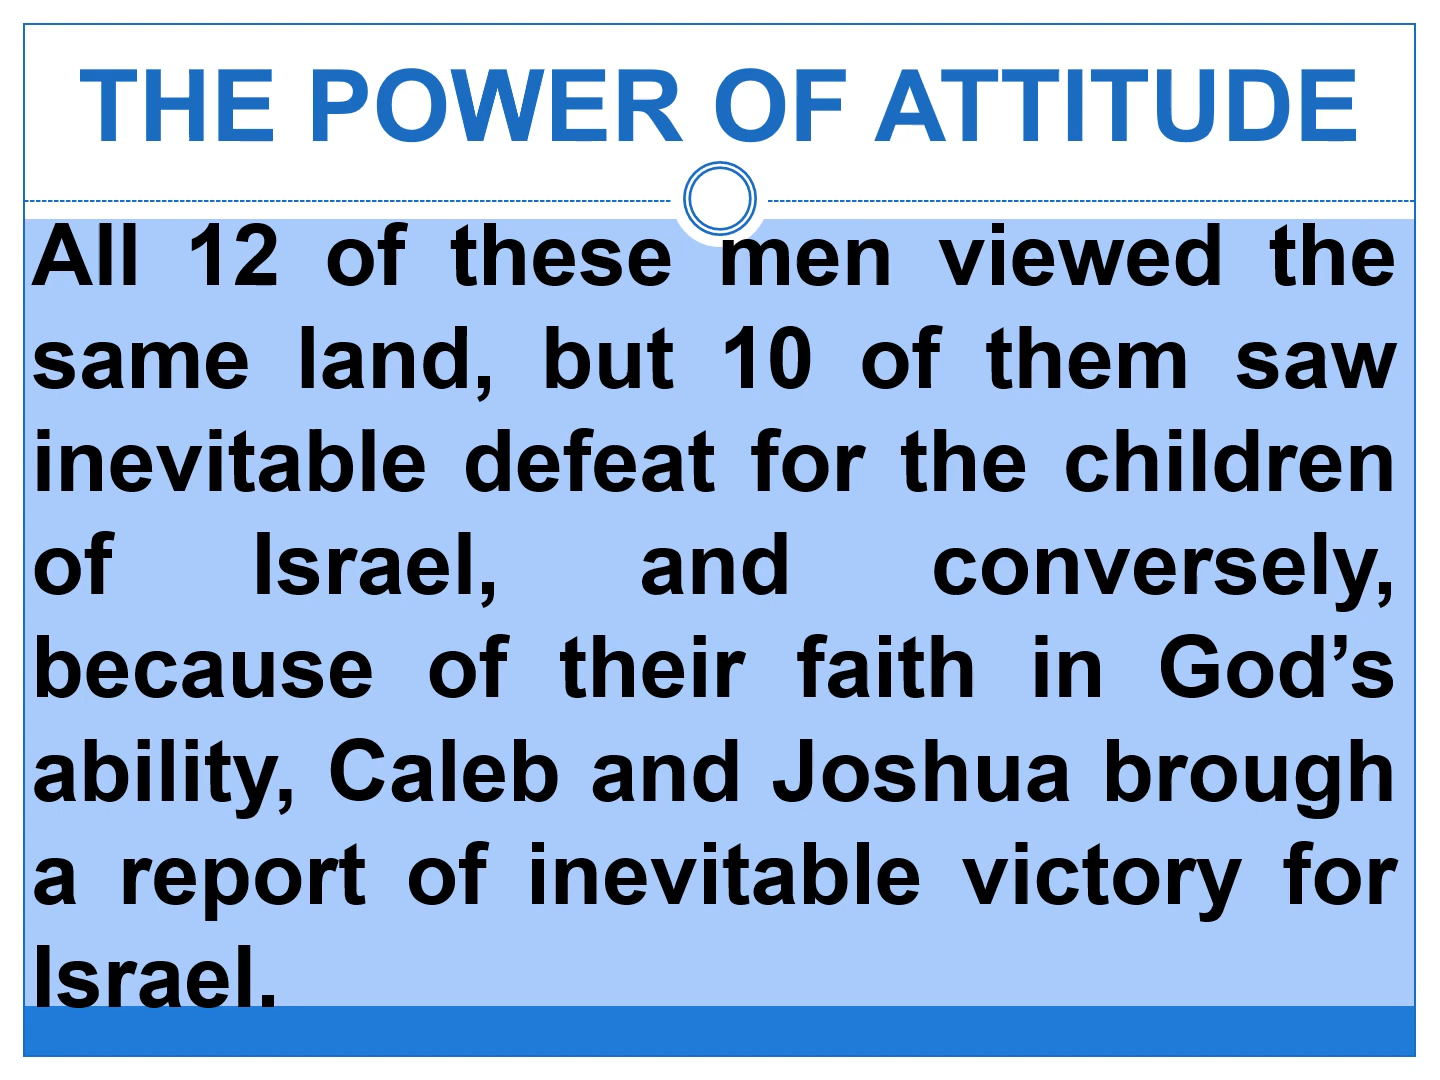 THE POWER OF ATTITUDE
All 12 of these men viewed the
same land, but 10 of them saw
inevitable defeat for the children
of Israel, and conversely,
because of their faith in God’s
ability, Caleb and Joshua brough
a report of inevitable victory for
Israel.